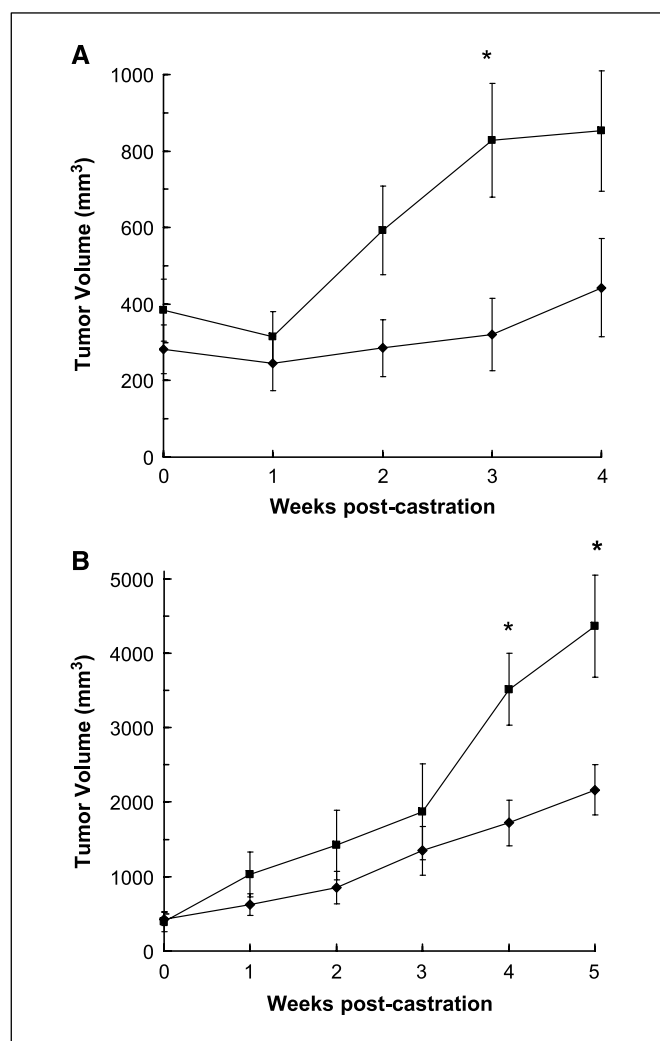 A
*
1000
800
600
400
200
0
Tumor Volume (mm³)
0 1 2 3 4
Weeks post-castration
B
*
*
5000
4000
3000
2000
1000
0
Tumor Volume (mm³)
0 1 2 3 4 5
Weeks post-castration